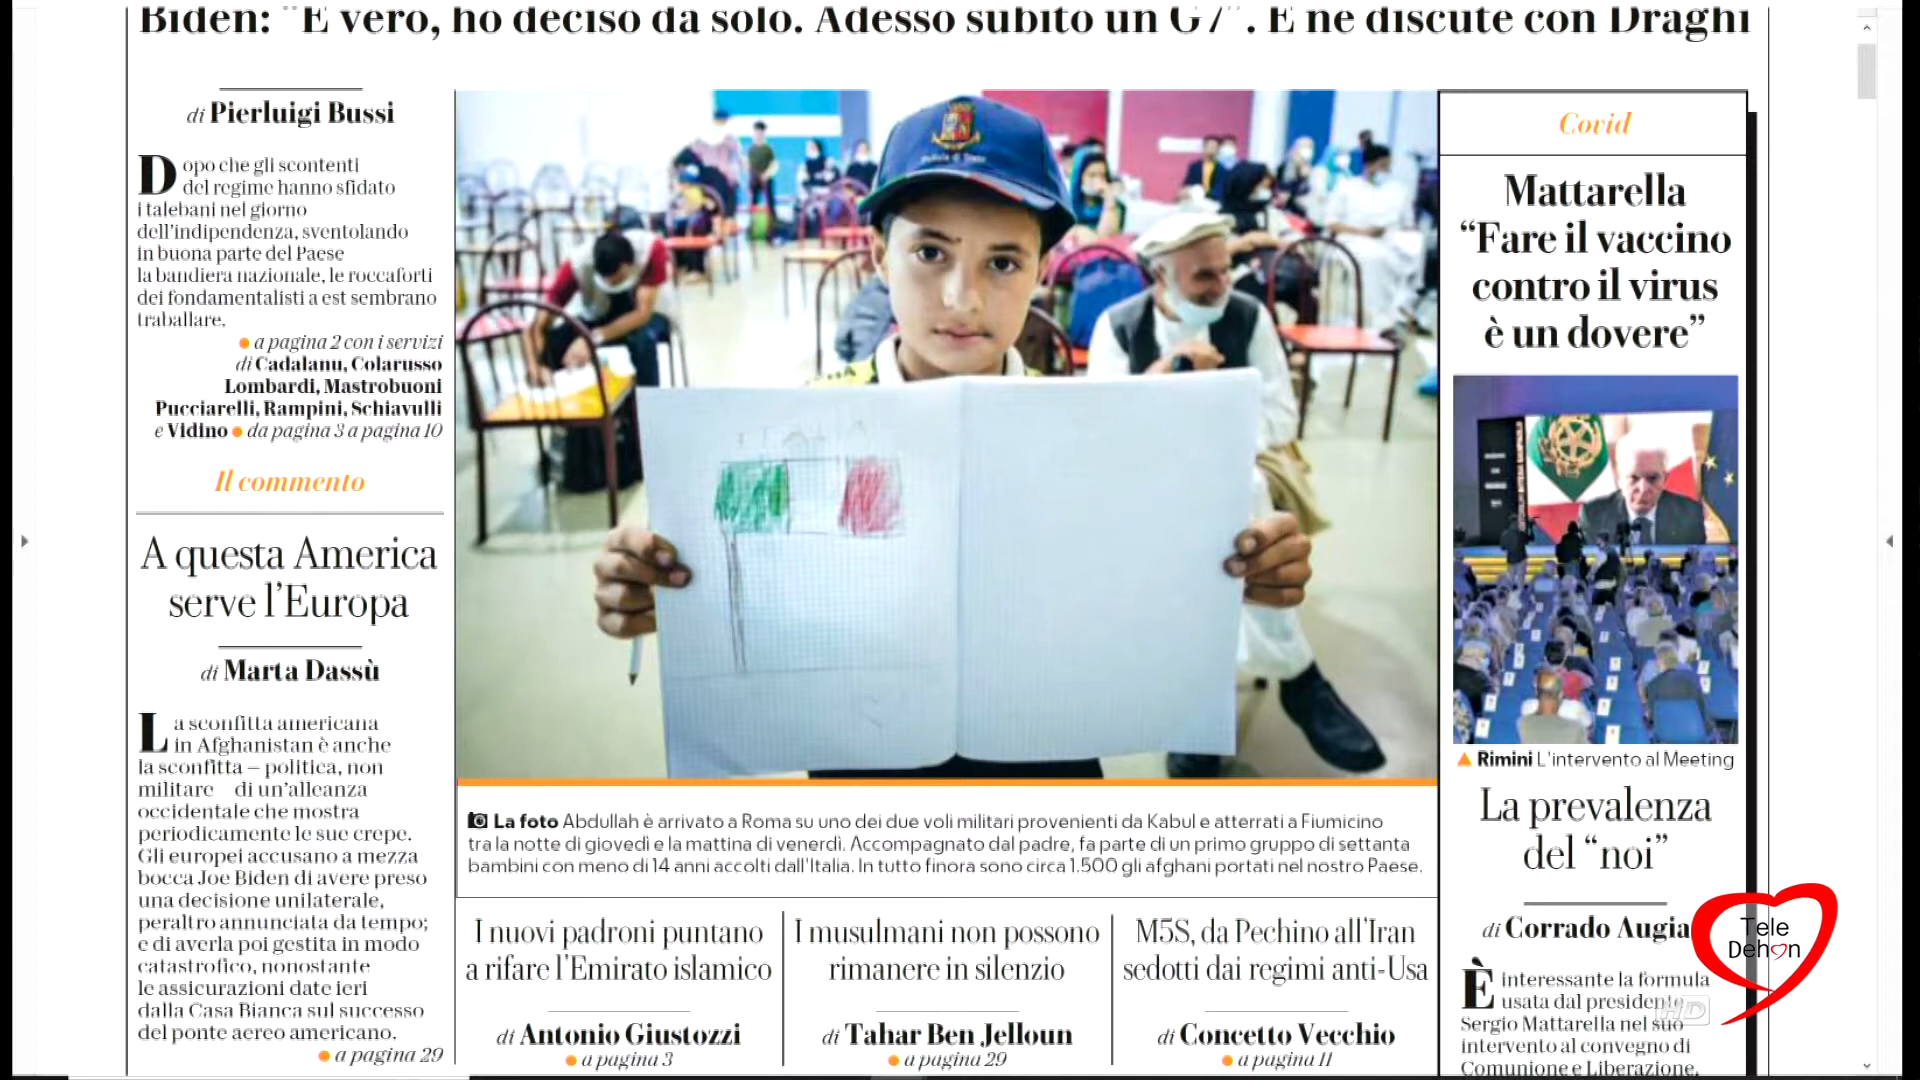 Biden: "È vero, ho deciso da solo. Adesso subito un G7". E ne discute con Draghi
di Pierluigi Bussi
Dopo che gli scontenti
del regime hanno sfidato
i talebani nel giorno
dell'indipendenza, sventolando
in buona parte del Paese
la bandiera nazionale, le roccaforti
dei fondamentalisti a est sembrano
traballare.
● a pagina 2 con i servizi
di Cadalanu, Colarusso
Lombardi, Mastrobuoni
Pucciarelli, Rampini, Schiavulli
e Vidino ● da pagina 3 a pagina 10
Il commento
A questa America
serve l'Europa
di Marta Dassù
La sconfitta americana
in Afghanistan è anche
la sconfitta – politica, non
militare di un'alleanza
occidentale che mostra
periodicamente le sue crepe.
Gli europei accusano a mezza
bocca Joe Biden di avere preso
una decisione unilaterale,
peraltro annunciata da tempo;
e di averla poi gestita in modo
catastrofico, nonostante
le assicurazioni date ieri
dalla Casa Bianca sul successo
del ponte aereo americano.
● a pagina 29
Polizia di Stato
La foto Abdullah è arrivato a Roma su uno dei due voli militari provenienti da Kabul e atterrati a Fiumicino
tra la notte di giovedì e la mattina di venerdì. Accompagnato dal padre, fa parte di un primo gruppo di settanta
bambini con meno di 14 anni accolti dall'Italia. In tutto finora sono circa 1.500 gli afghani portati nel nostro Paese.
I nuovi padroni puntano
a rifare l'Emirato islamico
di Antonio Giustozzi
● a pagina 3
I musulmani non possono
rimanere in silenzio
di Tahar Ben Jelloun
● a pagina 29
M5S, da Pechino all'Iran
sedotti dai regimi anti-Usa
di Concetto Vecchio
● a pagina 11
Covid
Mattarella
"Fare il vaccino
contro il virus
è un dovere"
▲ Rimini L'intervento al Meeting
La prevalenza
del "noi"
di Corrado Augia
È interessante la formula
usata dal presidente
Sergio Mattarella nel suo
intervento al convegno di
Comunione e Liberazione,
Tele
Dehon
HD